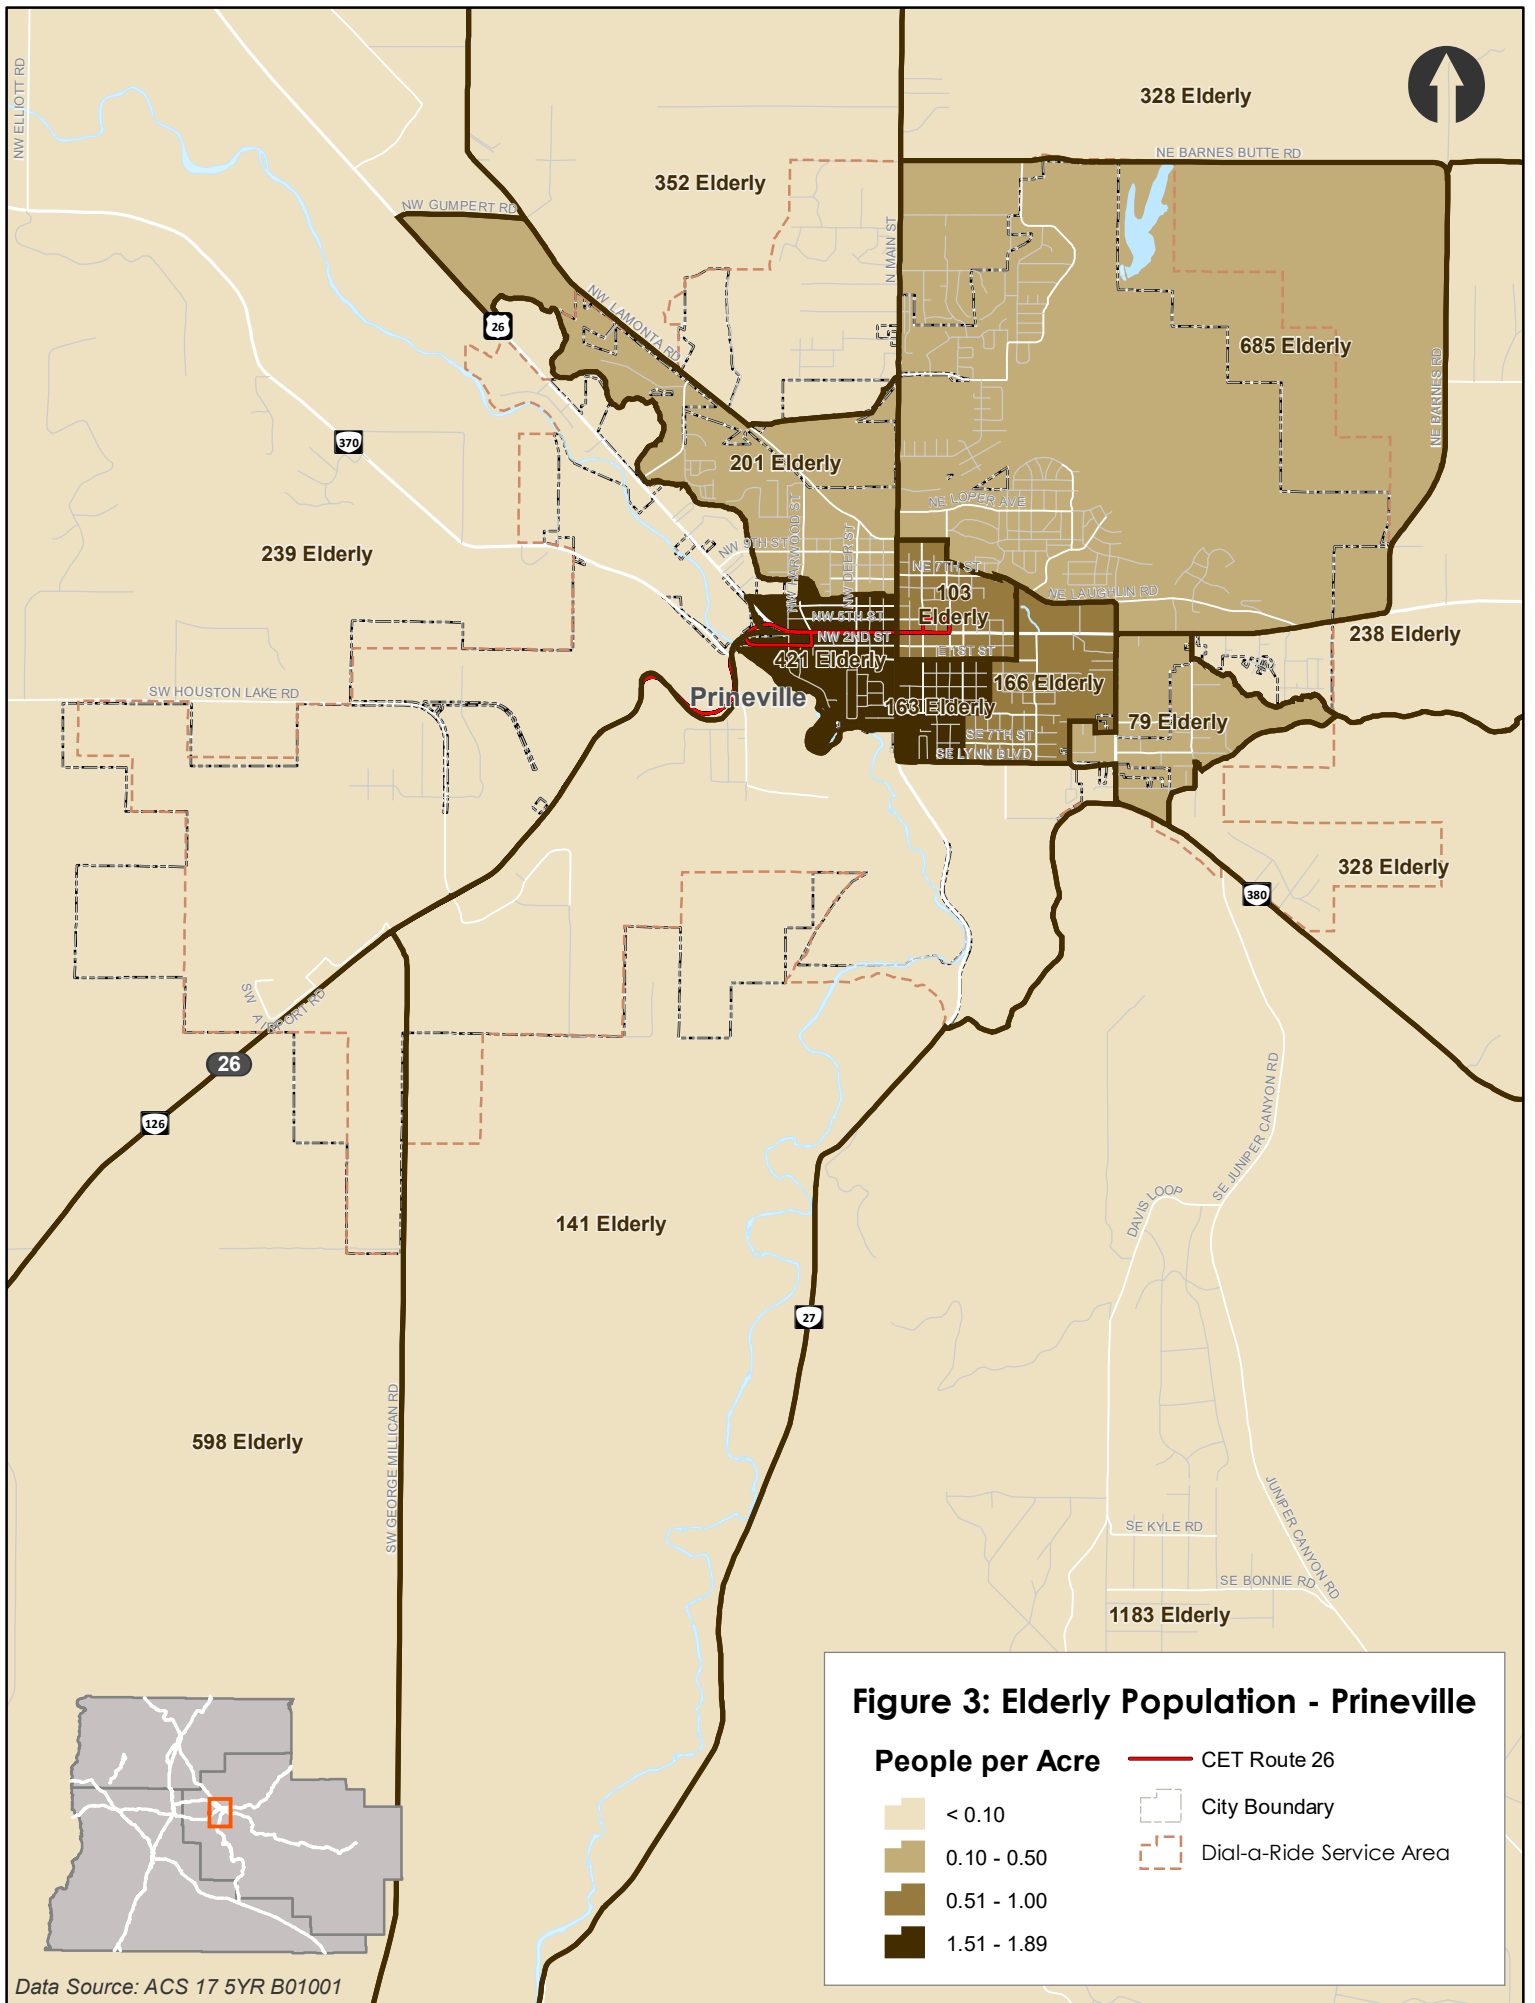 NW ELLIOTT RD
328 Elderly
NE BARNES BUTTE RD
352 Elderly
NW GUMPERT RD
N MAIN ST
26
NW LAMONTA RD
685 Elderly
NE BARNES RD
370
201 Elderly
NE LOPER AVE
NW HARWOOD ST
NW DEER ST
NW 9TH ST
239 Elderly
NE 7TH ST
103
Elderly
NE LAUGHLIN RD
NW 5TH ST
NW 2ND ST
238 Elderly
E 1ST ST
421 Elderly
166 Elderly
SW HOUSTON LAKE RD
Prineville
163 Elderly
79 Elderly
SE 7TH ST
SE LYNN BLVD
328 Elderly
380
SW AIRPORT RD
26
126
SE JUNIPER CANYON RD
DAVIS LOOP
141 Elderly
27
598 Elderly
SW GEORGE MILLICAN RD
JUNIPER CANYON RD
SE KYLE RD
SE BONNIE RD
1183 Elderly
Figure 3: Elderly Population - Prineville
People per Acre
< 0.10
0.10 - 0.50
0.51 - 1.00
1.51 - 1.89
CET Route 26
City Boundary
Dial-a-Ride Service Area
Data Source: ACS 17 5YR B01001